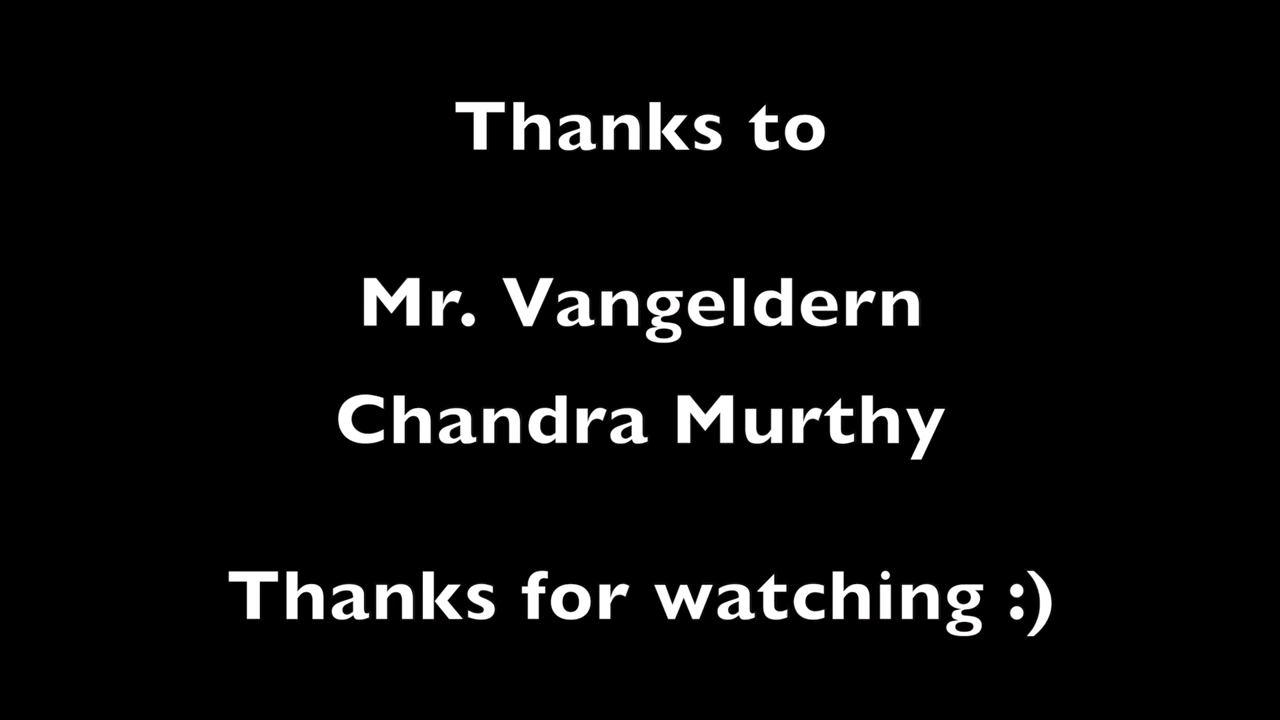 Thanks to
Mr. Vangeldern
Chandra Murthy
Thanks for watching :)